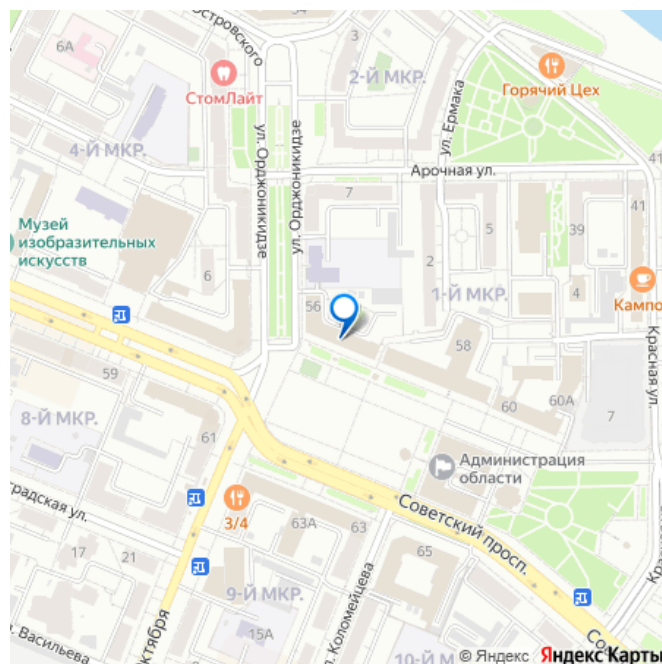 Островского
3
6А
СтомЛайт
2-Й МКР.
Горячий Цех
ул. Ермака
4-Й МКР.
ул. Орджоникидзе
ул. Орджоникидзе
Арочная ул.
41
7
Музей
изобразительных
искусств
6
5
39
41
2
4
1-Й МКР.
Кампо
56
58
Красная ул.
59
60
60А
7
8-Й МКР.
61
Администрация
области
градская ул.
3/4
63А
63
Советский просп.
17
21
65
9-Й МКР.
ул. Коломейцева
15А
Васильева
Октября
10-Й МКР.
Сов
© Яндекс Яндекс Карты